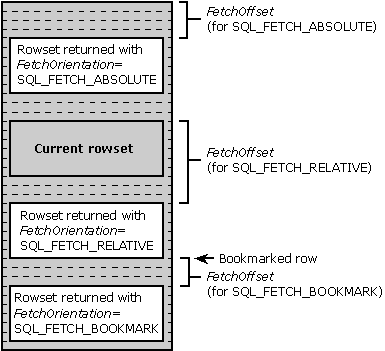 FetchOffset
(for SQL_FETCH_ABSOLUTE)
Rowset returned with
FetchOrientation=
SQL_FETCH_ABSOLUTE
Current rowset
FetchOffset
(for SQL_FETCH_RELATIVE)
Rowset returned with
FetchOrientation=
SQL_FETCH_RELATIVE
Bookmarked row
FetchOffset
(for SQL_FETCH_BOOKMARK)
Rowset returned with
FetchOrientation=
SQL_FETCH_BOOKMARK